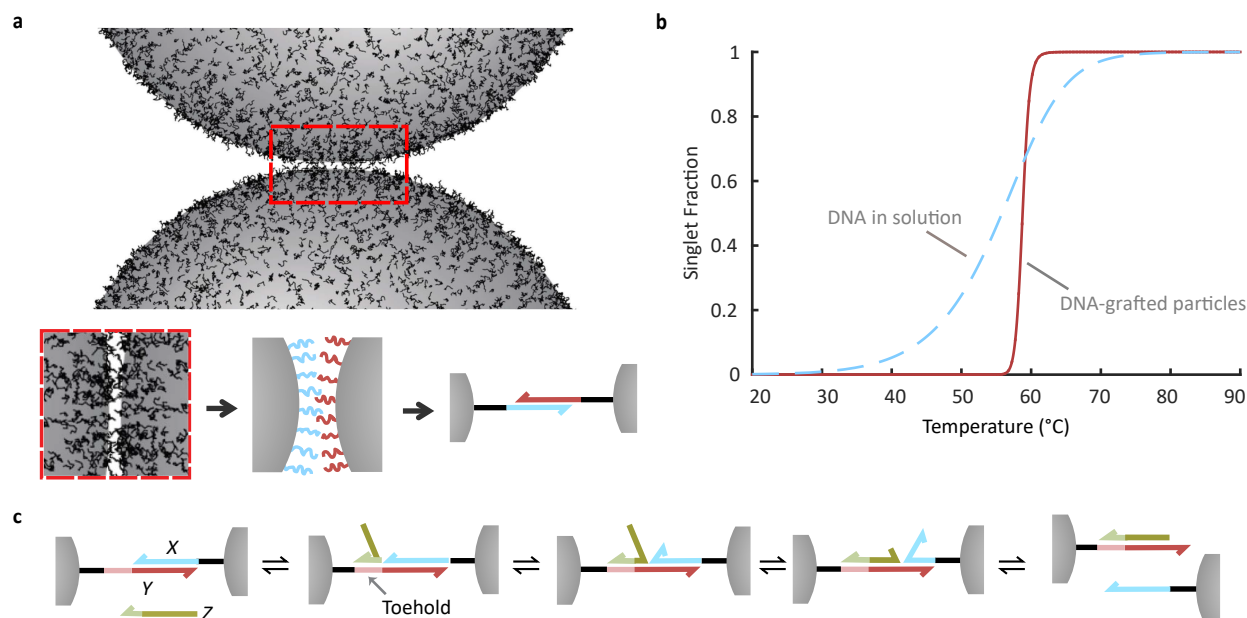 a
b
1
0.8
0.6
0.4
0.2
0
Singlet Fraction
DNA in solution
DNA-grafted particles
20 30 40 50 60 70 80 90
Temperature (°C)
c
X
Y
Z
Toehold